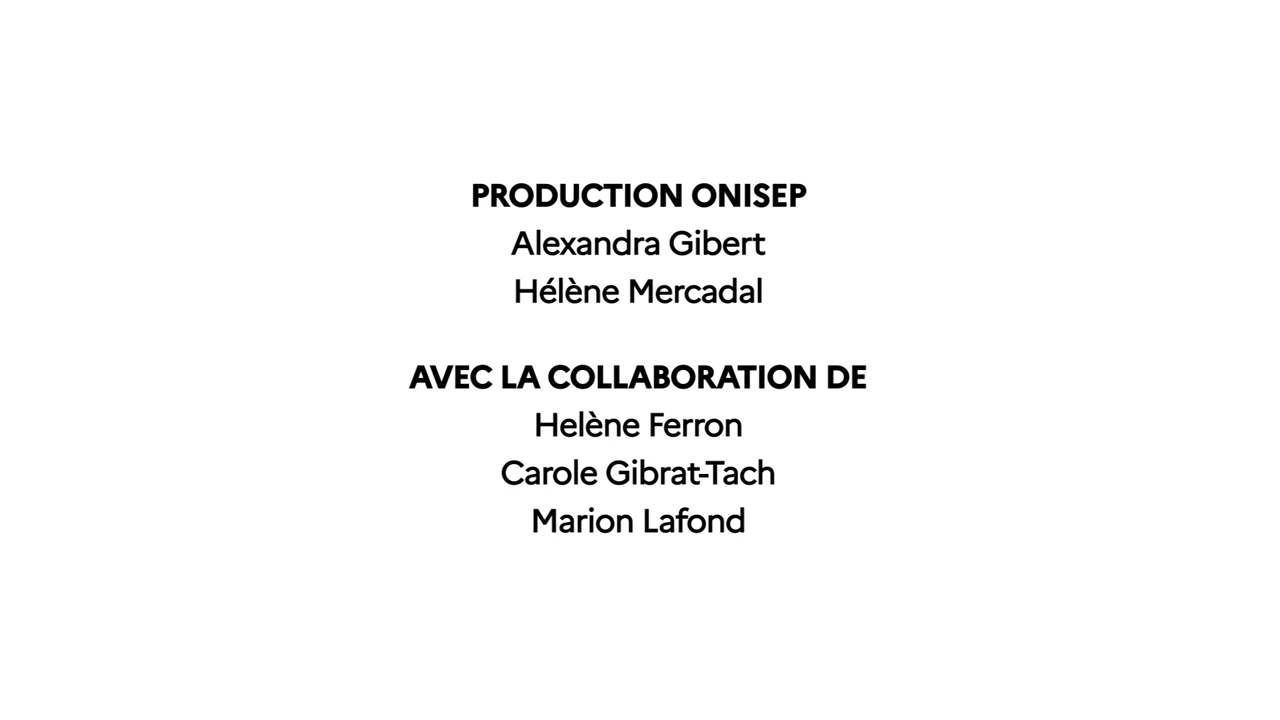 PRODUCTION ONISEP
Alexandra Gibert
Hélène Mercadal
AVEC LA COLLABORATION DE
Helène Ferron
Carole Gibrat-Tach
Marion Lafond